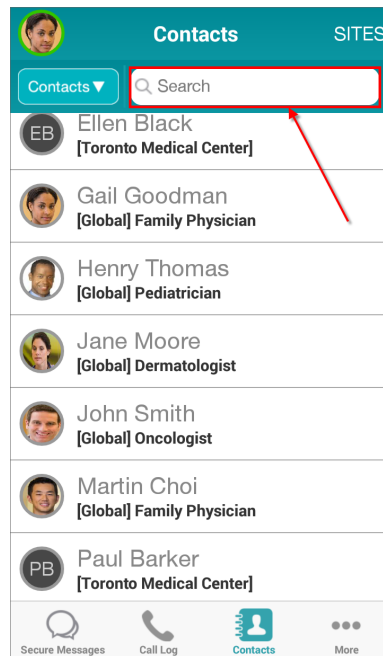 Contacts
SITES
Contacts▼
Search
EB
Ellen Black
[Toronto Medical Center]
Gail Goodman
[Global] Family Physician
Henry Thomas
[Global] Pediatrician
Jane Moore
[Global] Dermatologist
John Smith
[Global] Oncologist
Martin Choi
[Global] Family Physician
PB
Paul Barker
[Toronto Medical Center]
Secure Messages
Call Log
Contacts
More